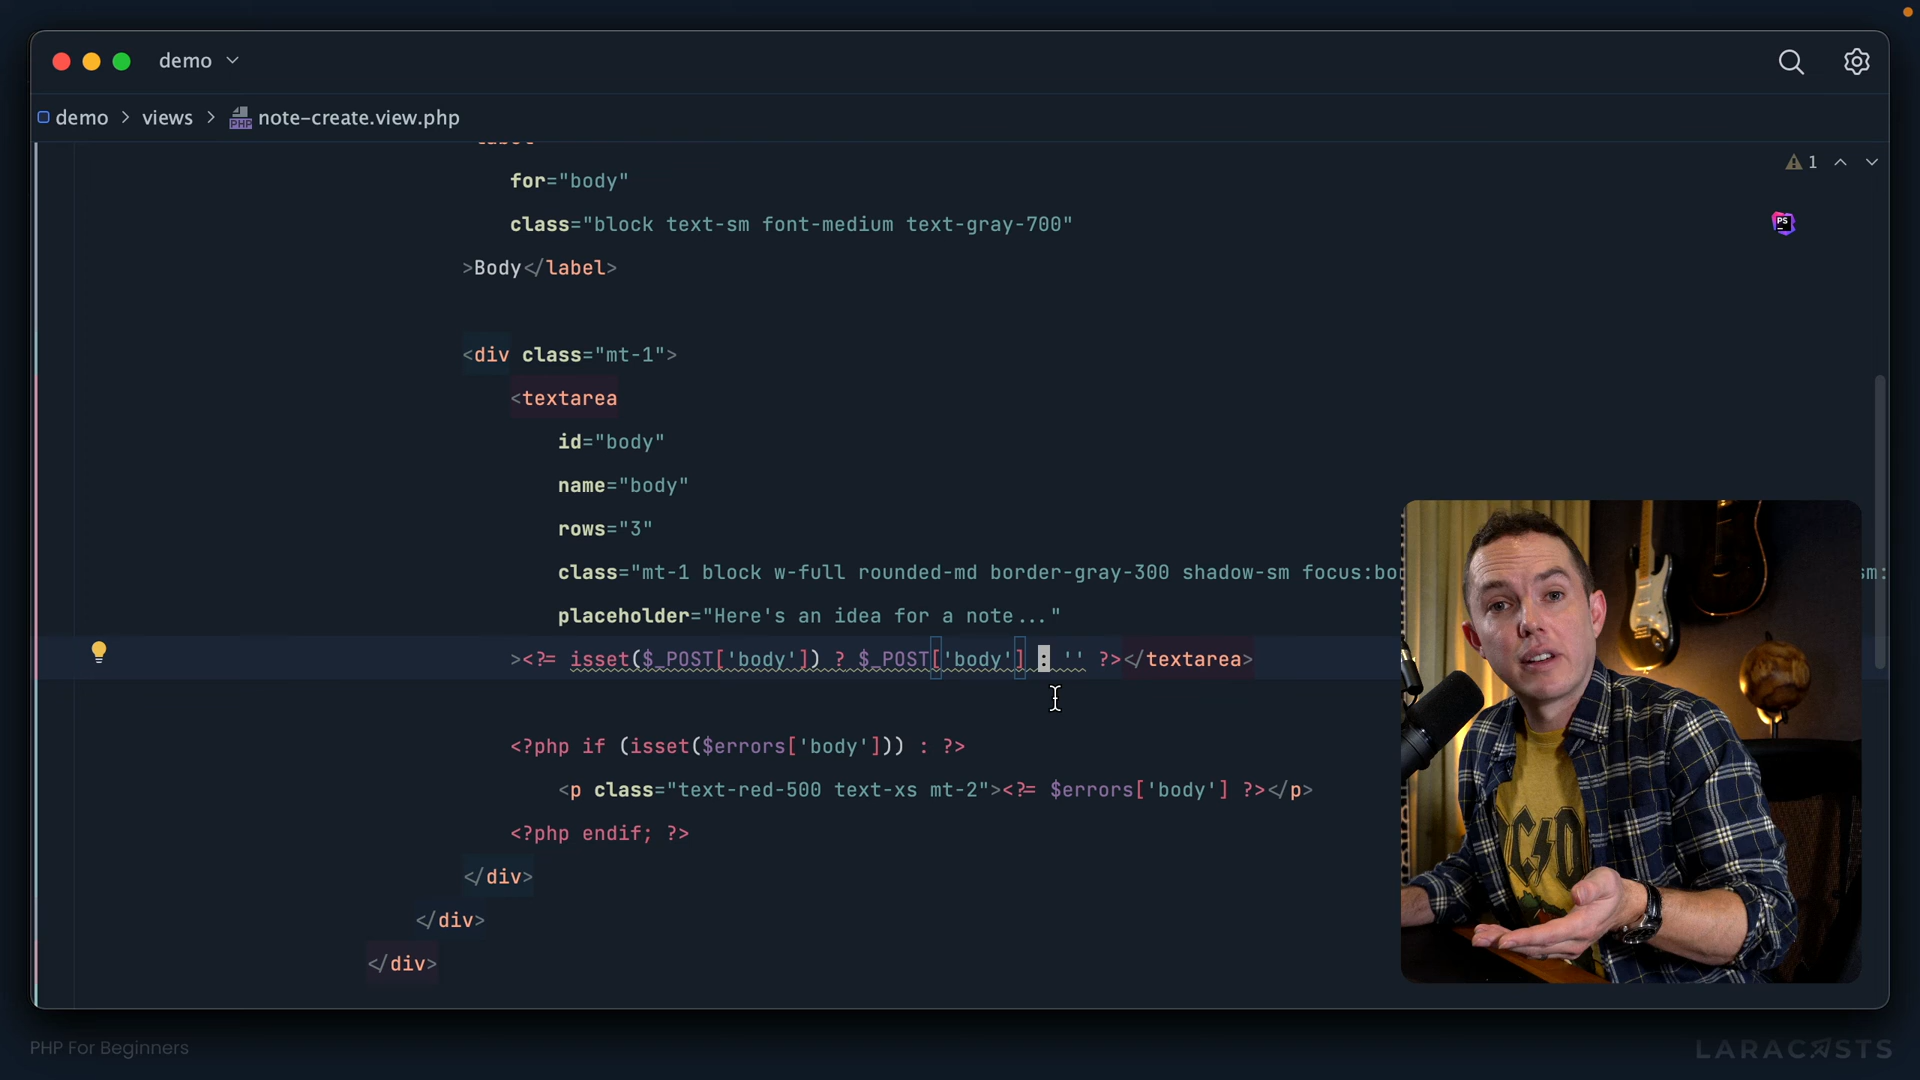 demo
demo > views > PHP note-create.view.php
1
for="body"
class="block text-sm font-medium text-gray-700"
PS
>Body</label>
<div class="mt-1">
<textarea
id="body"
name="body"
rows="3"
class="mt-1 block w-full rounded-md border-gray-300 shadow-sm focus:bo
sm:
placeholder="Here's an idea for a note..."
><?= isset($_POST['body']) ? $_POST['body'] : '' ?></textarea>
<?php if (isset($errors['body'])) : ?>
<p class="text-red-500 text-xs mt-2"><?= $errors['body'] ?></p>
<?php endif; ?>
</div>
</div>
</div>
PHP For Beginners
LARACASTS